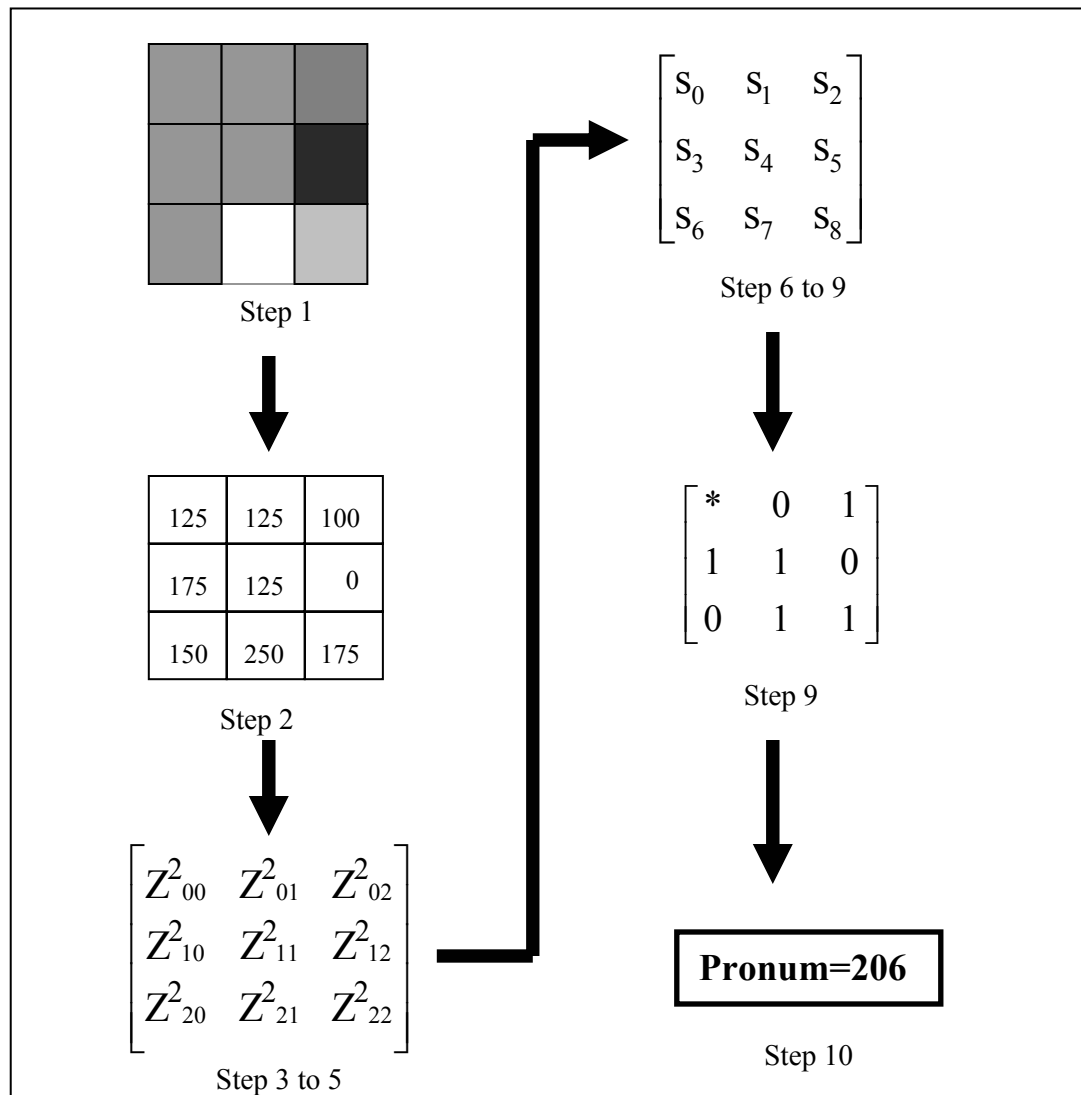 Step 1
125 125 100
175 125 0
150 250 175
Step 2
Z²₀₀ Z²₀₁ Z²₀₂
Z²₁₀ Z²₁₁ Z²₁₂
Z²₂₀ Z²₂₁ Z²₂₂
Step 3 to 5
S₀ S₁ S₂
S₃ S₄ S₅
S₆ S₇ S₈
Step 6 to 9
* 0 1
1 1 0
0 1 1
Step 9
Pronum=206
Step 10